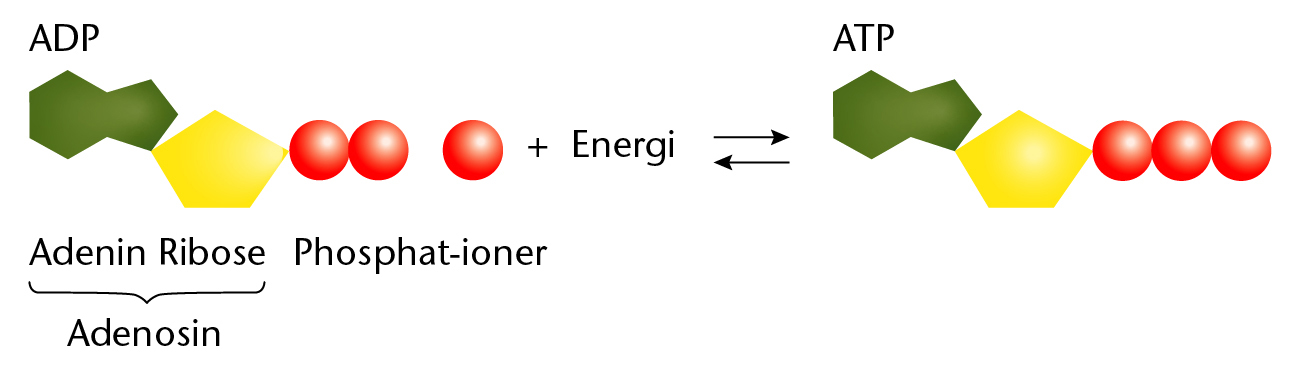 ADP
ATP
+ Energi
Adenin Ribose
Phosphat-ioner
Adenosin